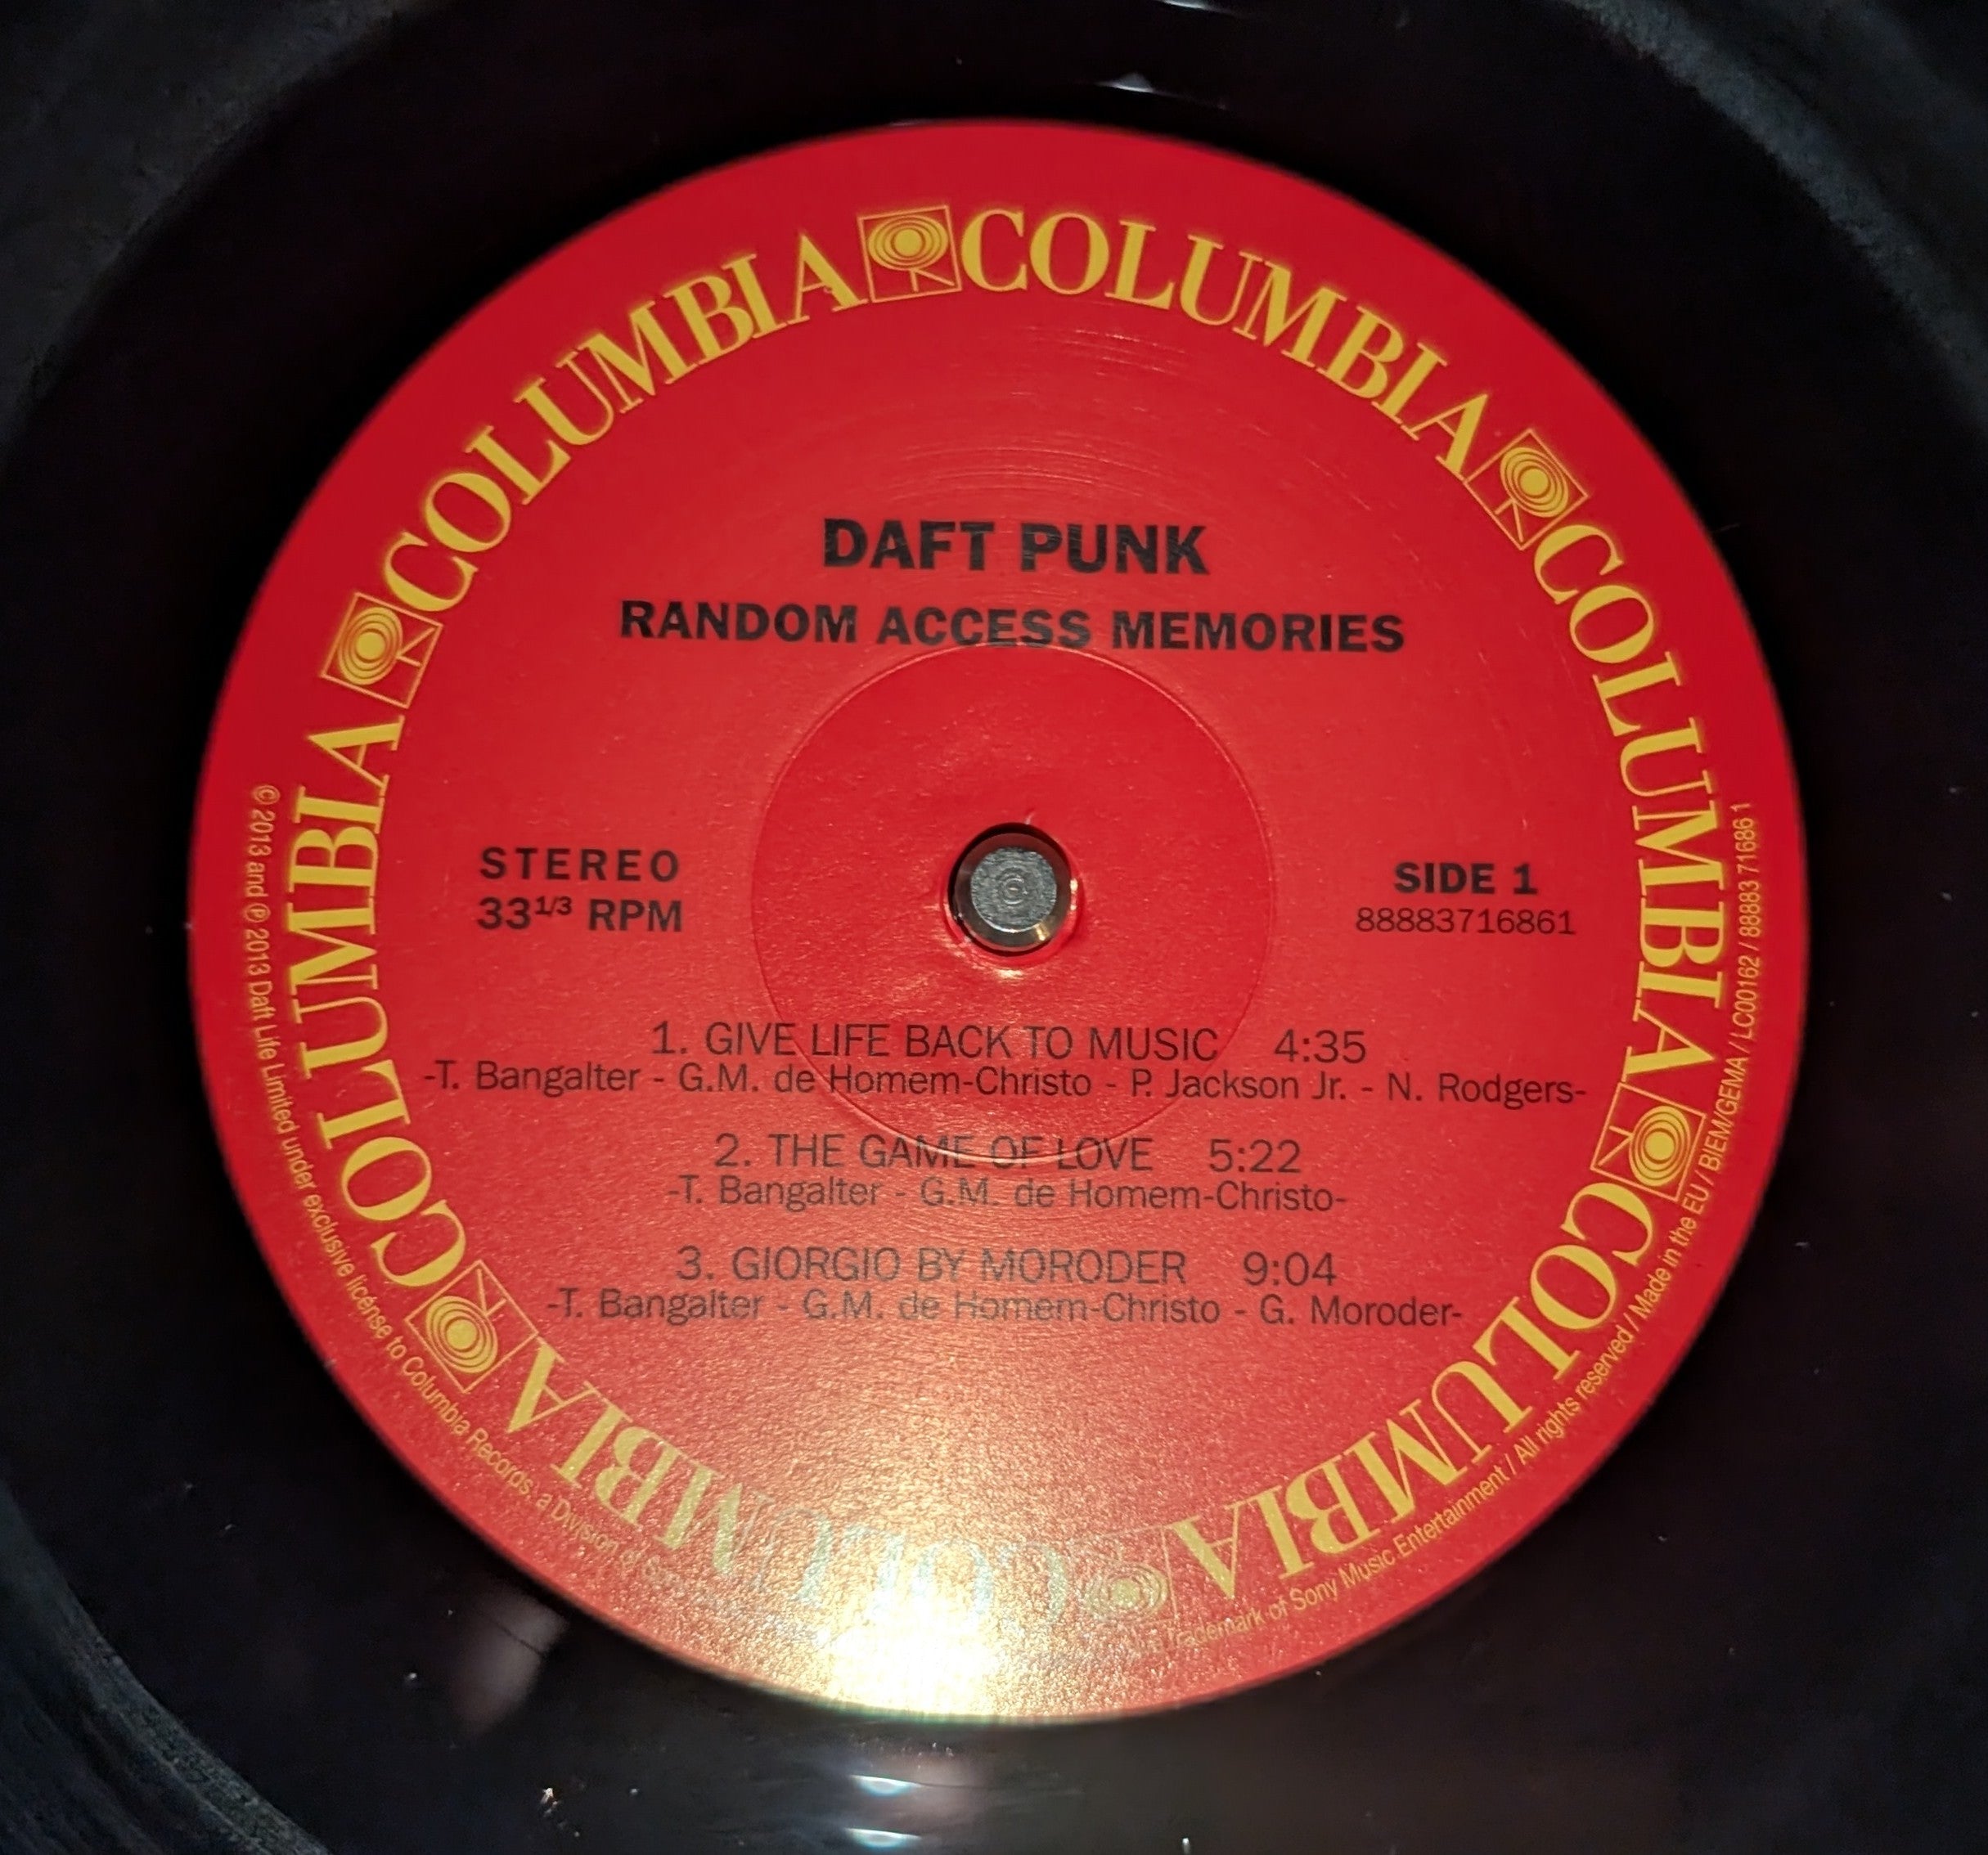 COLUMBIA COLUMBIA COLUMBIA COLUMBIA COLUMBIA COLUMBIA
DAFT PUNK
RANDOM ACCESS MEMORIES
STEREO
33 1/3 RPM
SIDE 1
88883716861
1. GIVE LIFE BACK TO MUSIC 4:35
-T. Bangalter - G.M. de Homem-Christo - P. Jackson Jr. - N. Rodgers-
2. THE GAME OF LOVE 5:22
-T. Bangalter - G.M. de Homem-Christo-
3. GIORGIO BY MORODER 9:04
-T. Bangalter - G.M. de Homem-Christo - G. Moroder-
© 2013 and ℗ 2013 Daft Life Limited under exclusive license to Columbia Records, a Division of Trademark of Sony Music Entertainment / All rights reserved / Made in the EU / BIEM/GEMA / LC00162 / 88883 71686 1